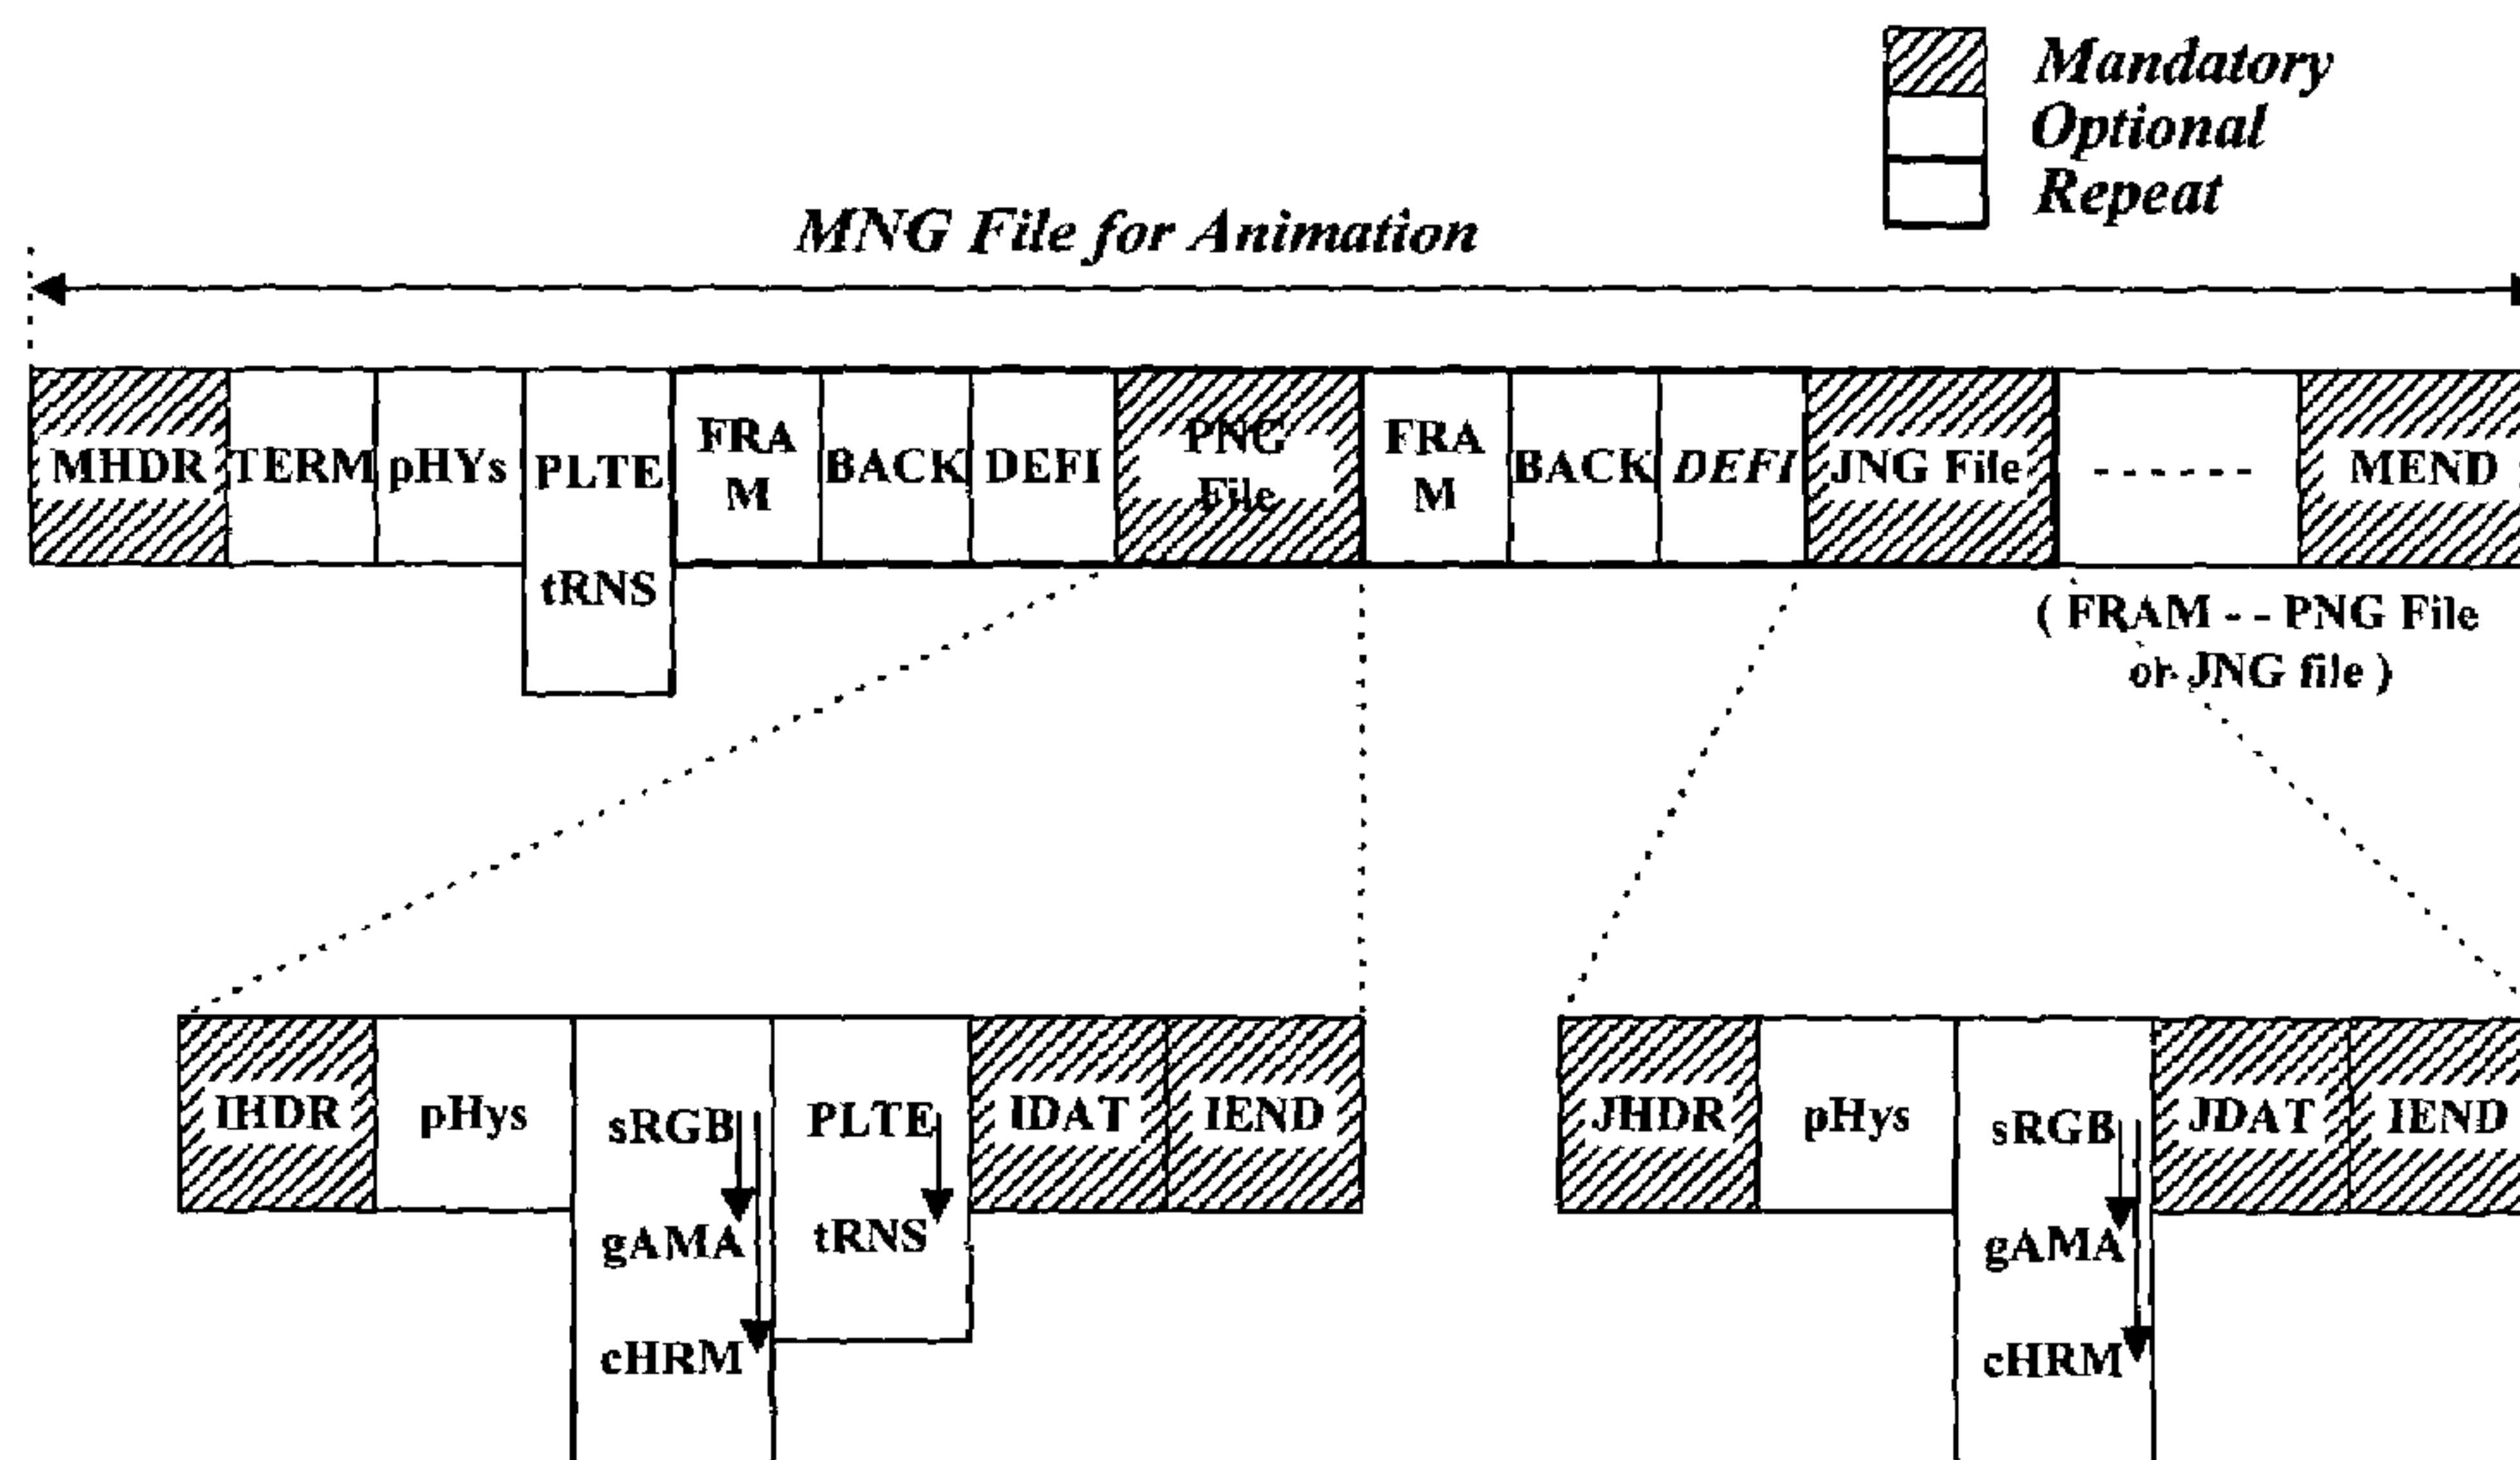 Mandatory
Optional
Repeat
MNG File for Animation
MHDR
TERM
pHYs
PLTE
tRNS
FRA
M
BACK
DEFI
PNG
File
FRA
M
BACK
DEFI
JNG File
------
MEND
( FRAM - - PNG File
or JNG file )
IHDR
pHys
sRGB
gAMA
cHRM
PLTE
tRNS
IDAT
IEND
JHDR
pHys
sRGB
gAMA
cHRM
JDAT
IEND